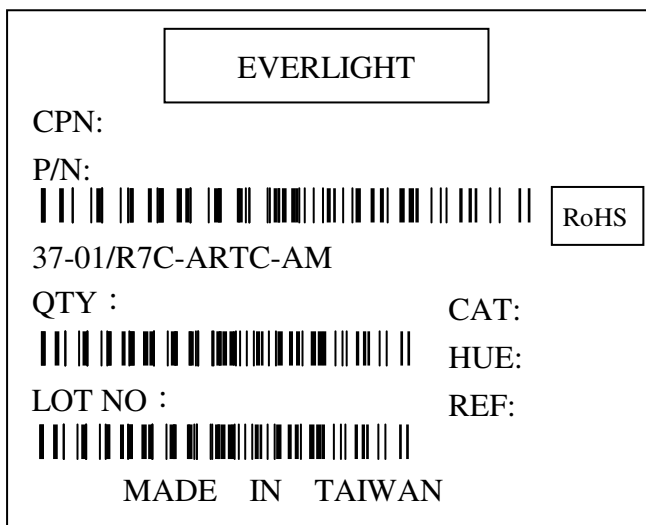 EVERLIGHT
CPN:
P/N:
RoHS
37-01/R7C-ARTC-AM
QTY：
CAT:
HUE:
LOT NO：
REF:
MADE IN TAIWAN